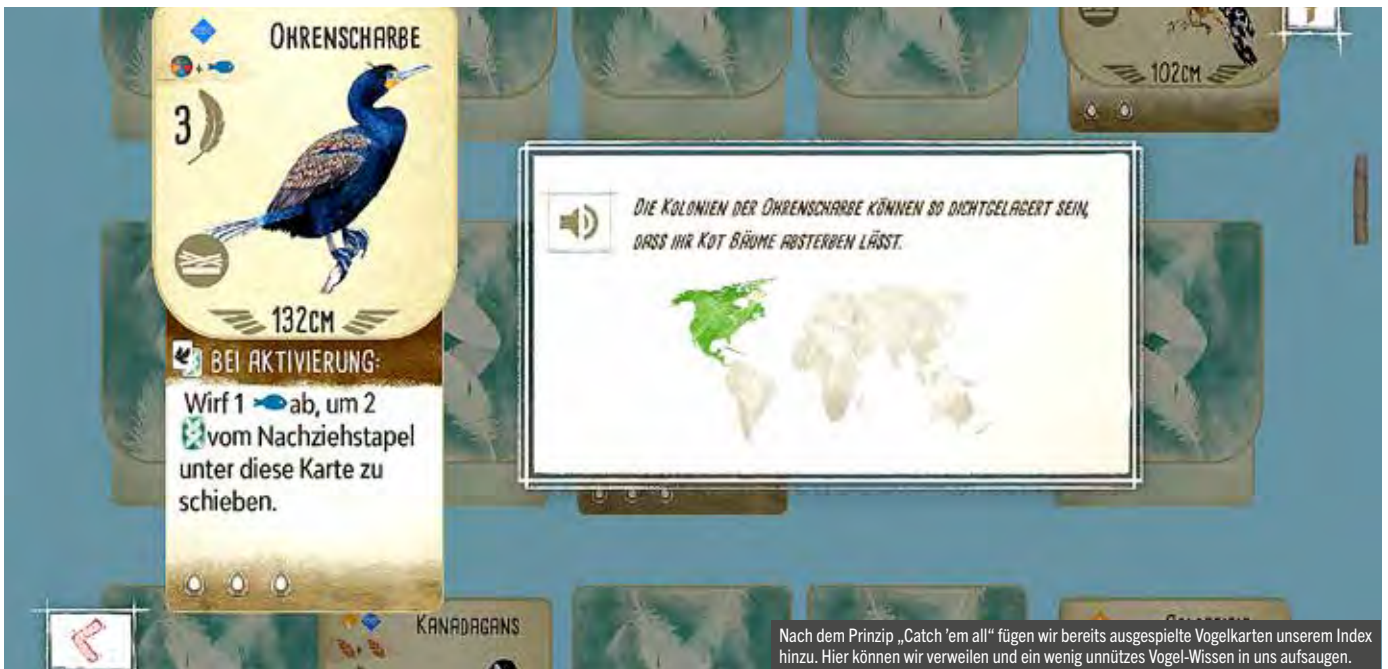 OHRENSCHARBE
3
132CM
BEI AKTIVIERUNG:
Wirf 1 ab, um 2
vom Nachziehstapel
unter diese Karte zu
schieben.
102CM
DIE KOLONIEN DER OHRENSCHARBE KÖNNEN SO DICHTGELAGERT SEIN,
DASS IHR KOT BÄUME ABSTERBEN LÄSST.
KANADAGANS
Nach dem Prinzip „Catch ’em all“ fügen wir bereits ausgespielte Vogelkarten unserem Index
hinzu. Hier können wir verweilen und ein wenig unnützes Vogel-Wissen in uns aufsaugen.